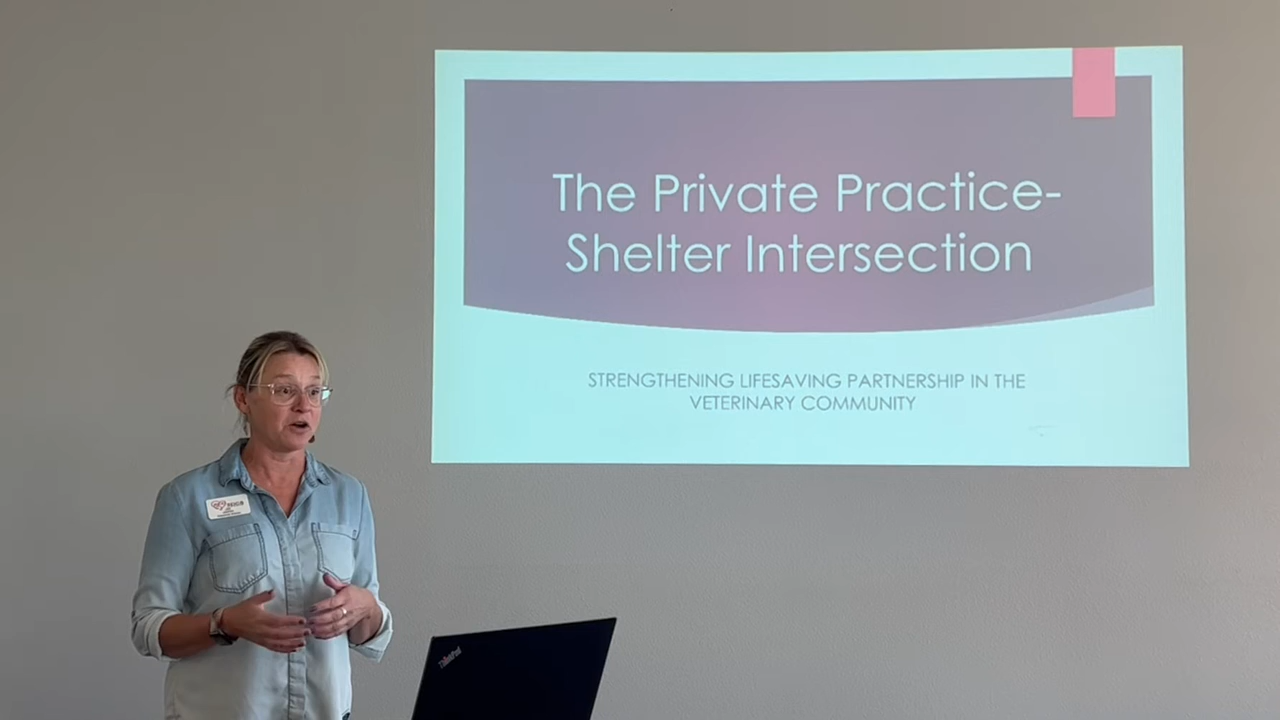 The Private Practice-
Shelter Intersection
STRENGTHENING LIFESAVING PARTNERSHIP IN THE
VETERINARY COMMUNITY
ThinkPad